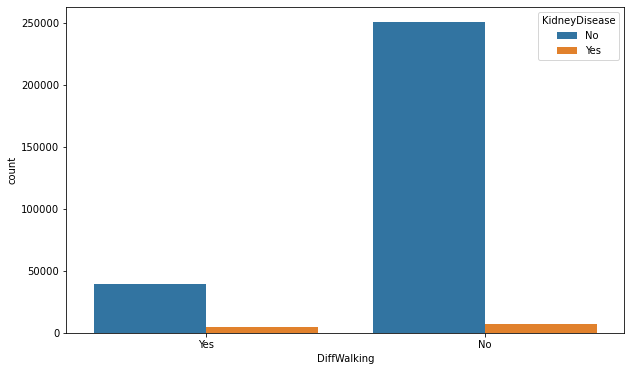 KidneyDisease
No
Yes
250000
200000
150000
100000
50000
0
count
Yes
No
DiffWalking